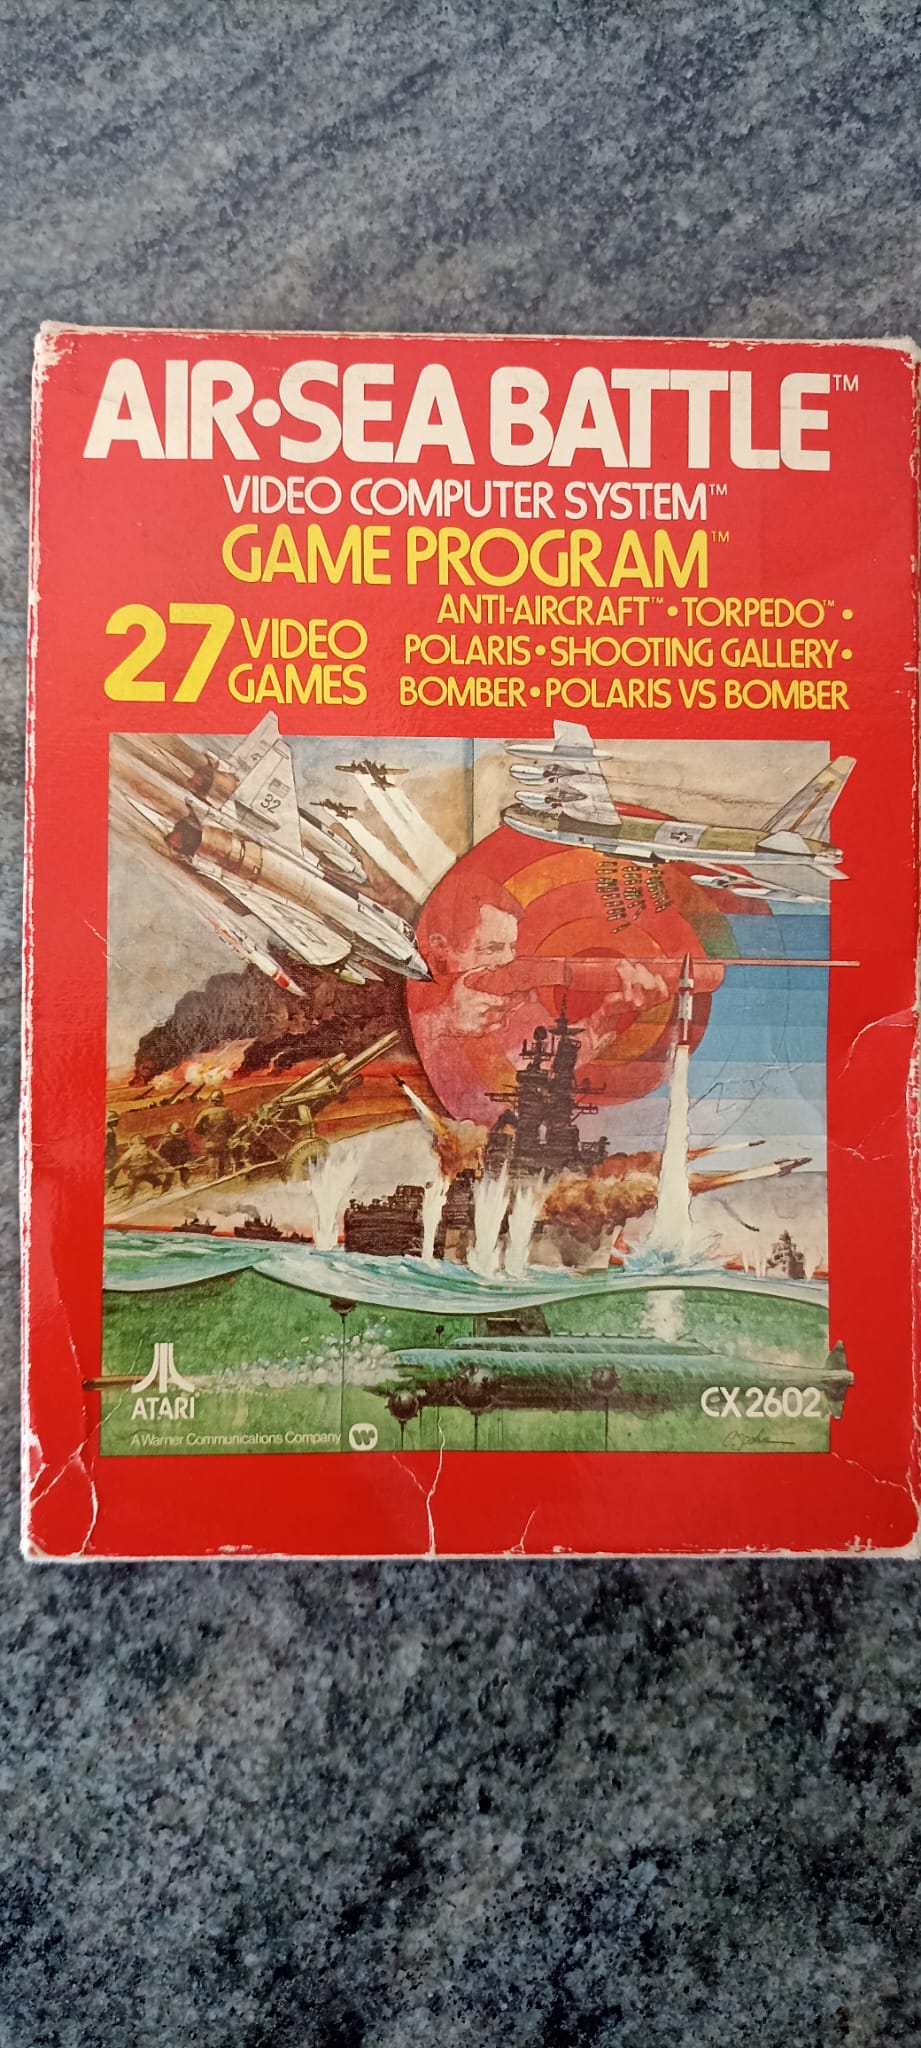 AIR•SEA BATTLE™
VIDEO COMPUTER SYSTEM™
GAME PROGRAM™
27 VIDEO GAMES
ANTI-AIRCRAFT™ • TORPEDO™ •
POLARIS • SHOOTING GALLERY •
BOMBER • POLARIS VS BOMBER
32
ATARI®
A Warner Communications Company
CX2602